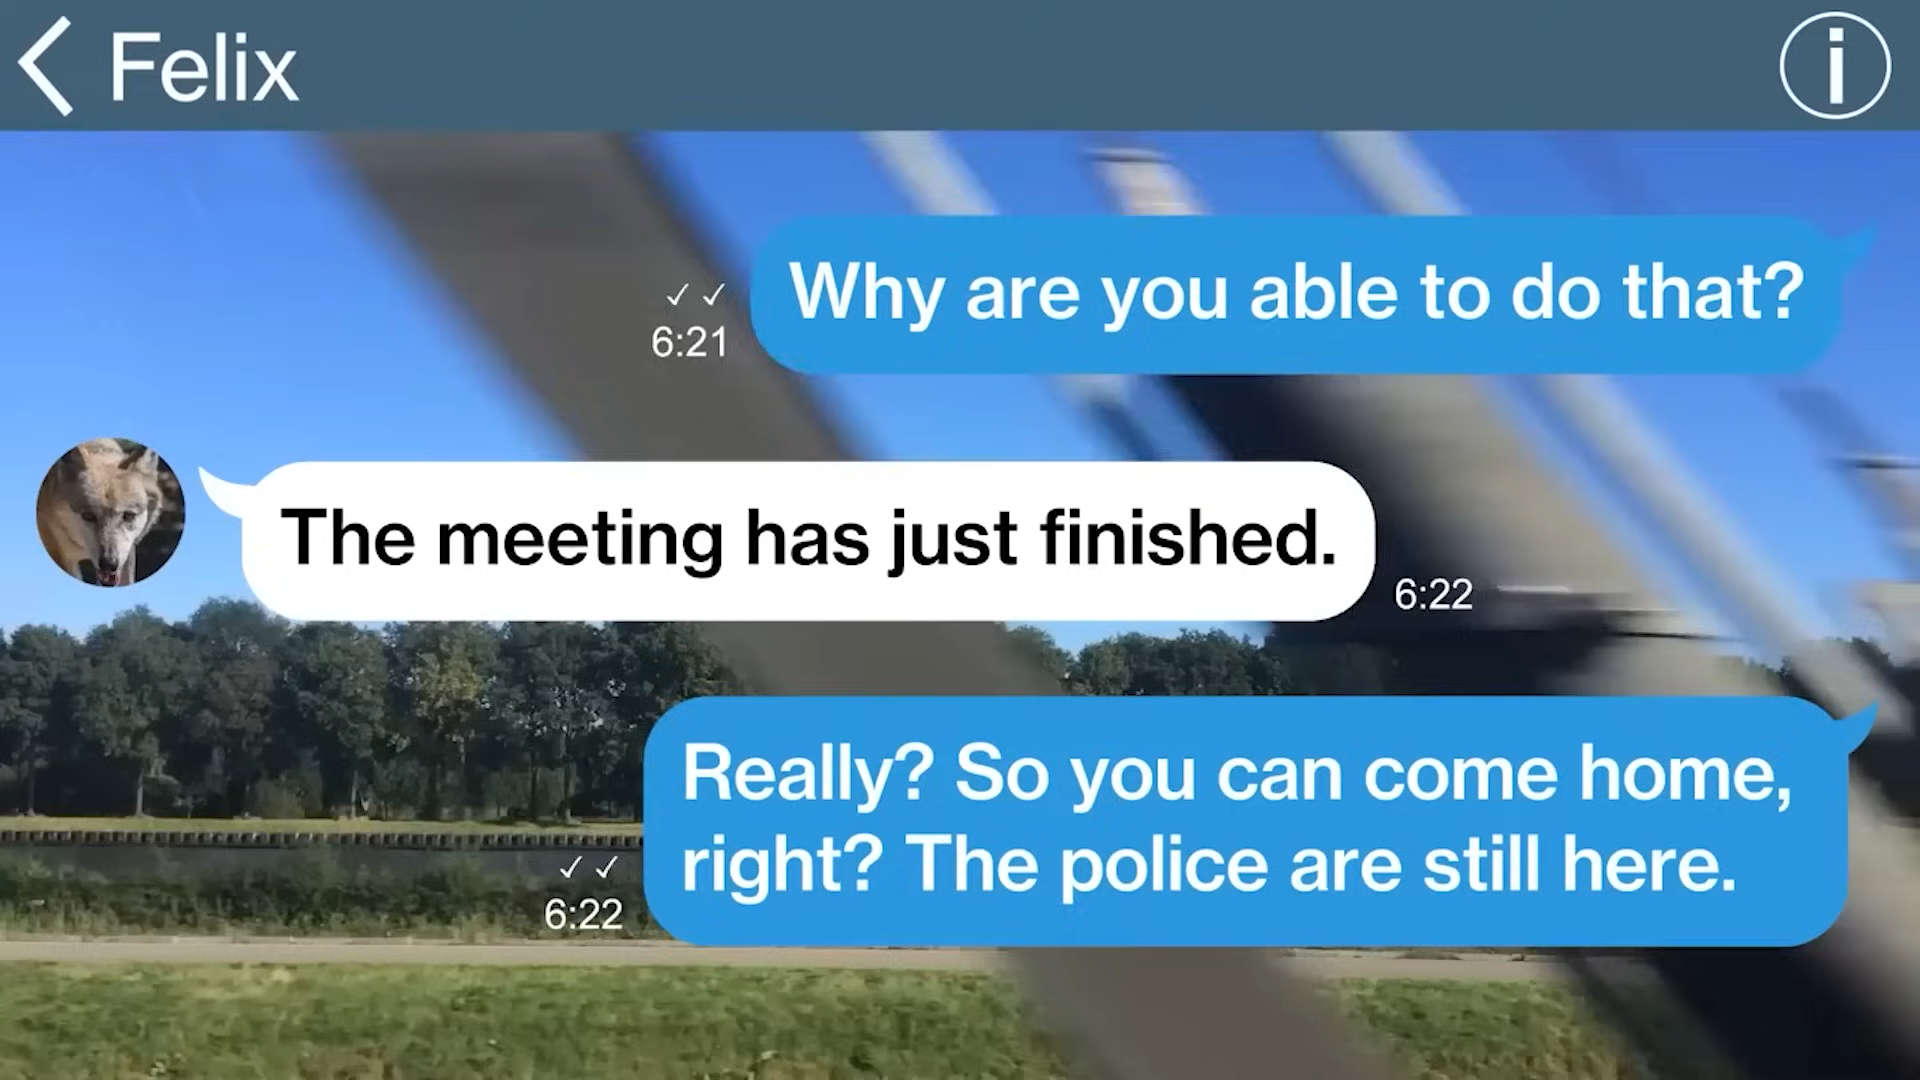 Felix
Why are you able to do that?
✓ ✓
6:21
The meeting has just finished.
6:22
Really? So you can come home,
right? The police are still here.
✓ ✓
6:22